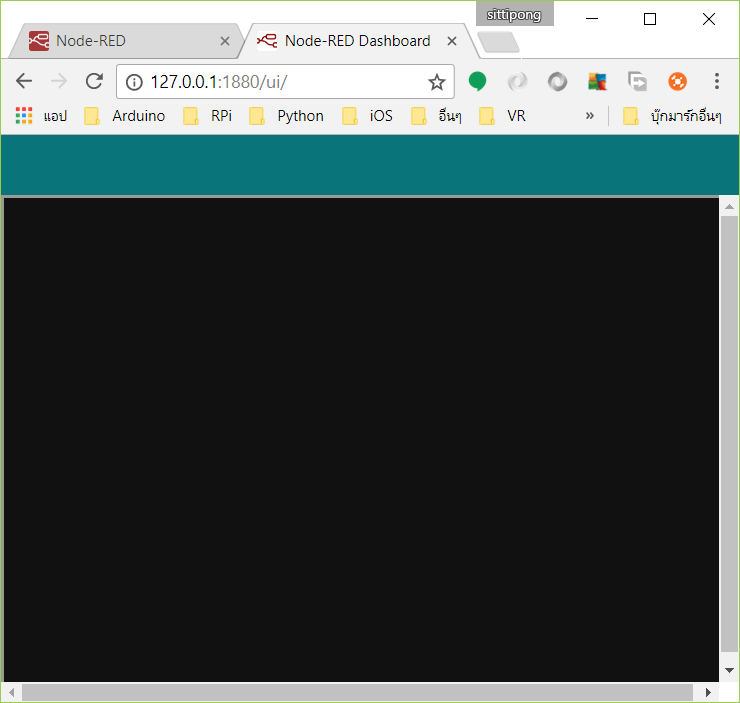 sittipong
Node-RED
Node-RED Dashboard
127.0.0.1:1880/ui/
แอป Arduino RPi Python iOS อื่นๆ VR » บุ๊กมาร์กอื่นๆ